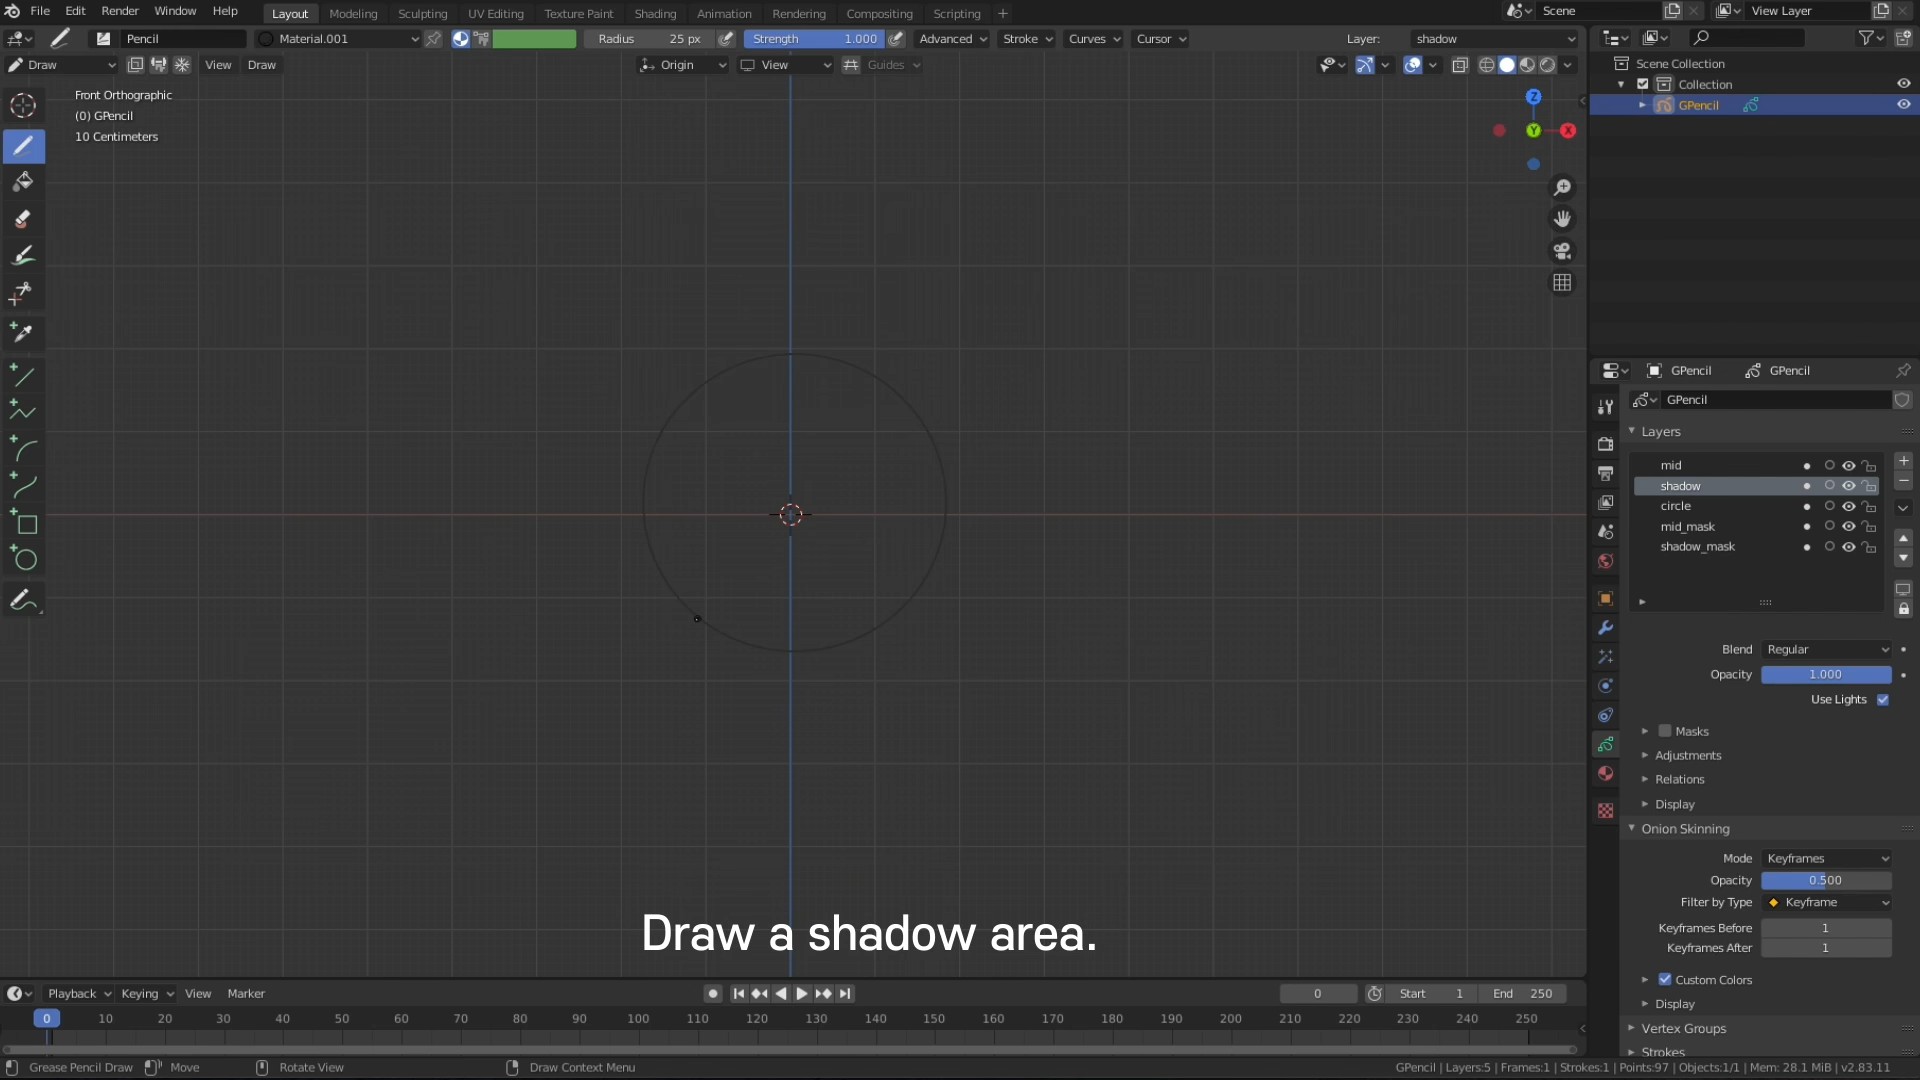 File Edit Render Window Help Layout Modeling Sculpting UV Editing Texture Paint Shading Animation Rendering Compositing Scripting + Scene View Layer
Pencil Material.001 Radius 25 px Strength 1.000 Advanced Stroke Curves Cursor Layer: shadow
Draw View Draw Origin View Guides
Scene Collection
Collection
GPencil
Front Orthographic
(0) GPencil
10 Centimeters
Z
Y X
GPencil GPencil
GPencil
Layers
mid
shadow
circle
mid_mask
shadow_mask
Blend Regular
Opacity 1.000
Use Lights
Masks
Adjustments
Relations
Display
Onion Skinning
Mode Keyframes
Opacity 0.500
Filter by Type Keyframe
Keyframes Before 1
Keyframes After 1
Custom Colors
Display
Vertex Groups
Strokes
Draw a shadow area.
Playback Keying View Marker 0 Start 1 End 250
0 10 20 30 40 50 60 70 80 90 100 110 120 130 140 150 160 170 180 190 200 210 220 230 240 250
Grease Pencil Draw Move Rotate View Draw Context Menu GPencil | Layers:5 | Frames:1 | Strokes:1 | Points:97 | Objects:1/1 | Mem: 28.1 MiB | v2.83.11